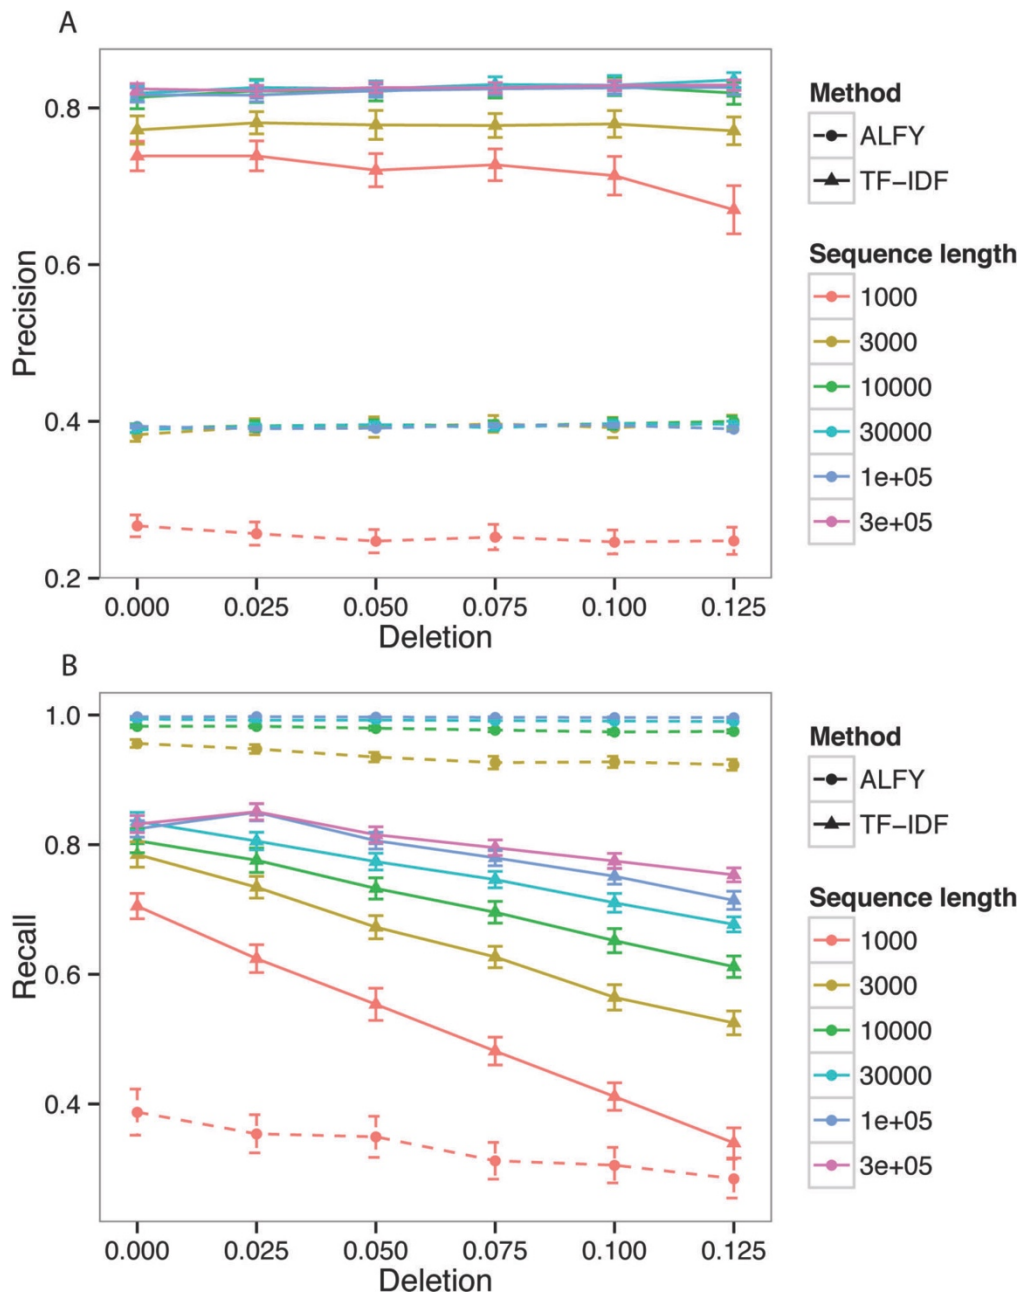 A
Precision
0.8
0.6
0.4
0.2
0.000 0.025 0.050 0.075 0.100 0.125
Deletion
Method
ALFY
TF-IDF
Sequence length
1000
3000
10000
30000
1e+05
3e+05
B
Recall
1.0
0.8
0.6
0.4
0.000 0.025 0.050 0.075 0.100 0.125
Deletion
Method
ALFY
TF-IDF
Sequence length
1000
3000
10000
30000
1e+05
3e+05